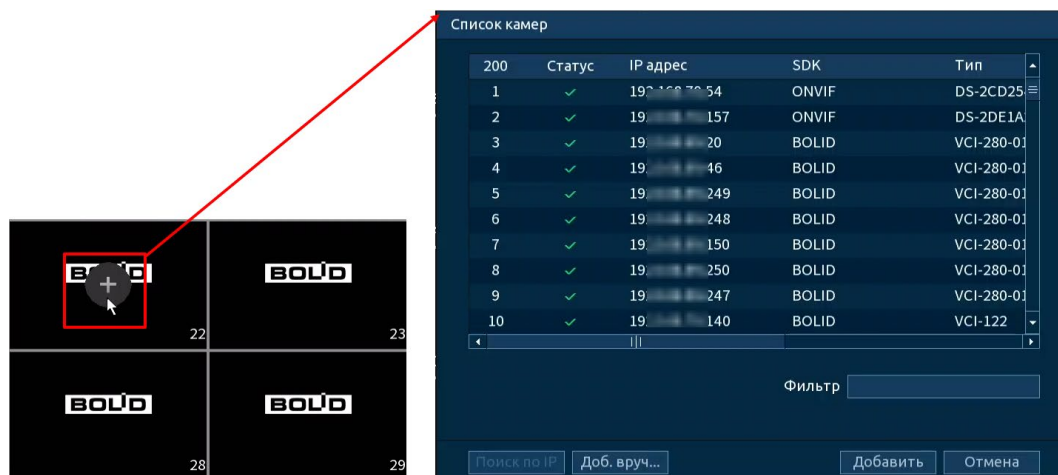 Список камер
200 Статус IP адрес SDK Тип
1 54 ONVIF DS-2CD25
2 157 ONVIF DS-2DE1A
3 20 BOLID VCI-280-01
4 46 BOLID VCI-280-01
5 249 BOLID VCI-280-01
6 248 BOLID VCI-280-01
7 150 BOLID VCI-280-01
8 250 BOLID VCI-280-01
9 247 BOLID VCI-280-01
10 140 BOLID VCI-122
Фильтр
Поиск по IP Доб. вруч... Добавить Отмена
BOLID
22 23
BOLID BOLID
28 29